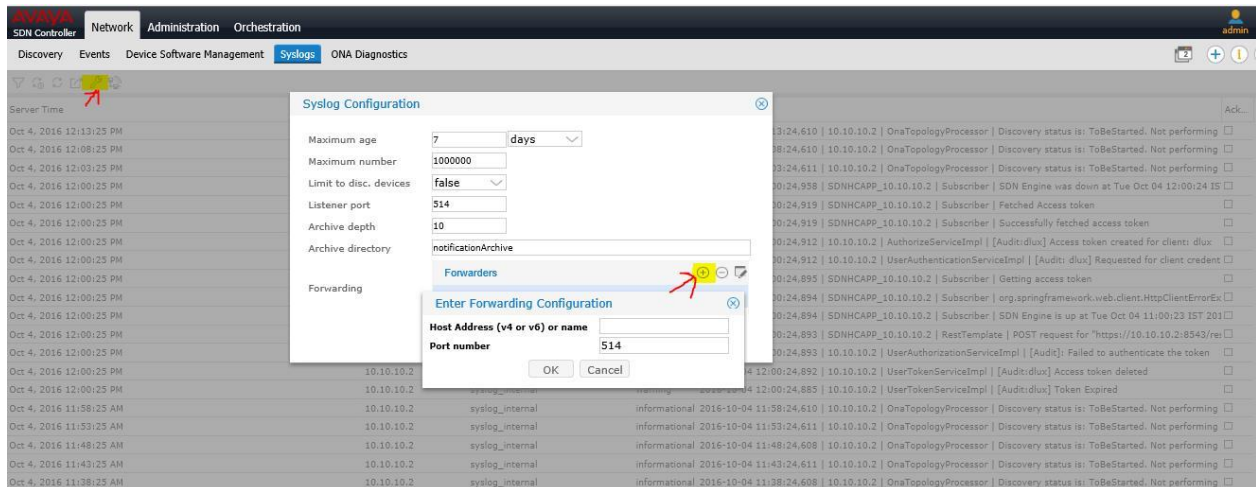 AVAYA
SDN Controller
Network Administration Orchestration
admin
Discovery Events Device Software Management Syslogs ONA Diagnostics
2
Server Time
Ack...
Syslog Configuration
Maximum age 7 days
Maximum number 1000000
Limit to disc. devices false
Listener port 514
Archive depth 10
Archive directory notificationArchive
Forwarding
Forwarders
Enter Forwarding Configuration
Host Address (v4 or v6) or name
Port number 514
OK Cancel
Oct 4, 2016 12:13:25 PM 13:24,610 | 10.10.10.2 | OnaTopologyProcessor | Discovery status is: ToBeStarted. Not performing
Oct 4, 2016 12:08:25 PM 08:24,610 | 10.10.10.2 | OnaTopologyProcessor | Discovery status is: ToBeStarted. Not performing
Oct 4, 2016 12:03:25 PM 03:24,611 | 10.10.10.2 | OnaTopologyProcessor | Discovery status is: ToBeStarted. Not performing
Oct 4, 2016 12:00:25 PM 00:24,958 | SDNHCAPP_10.10.10.2 | Subscriber | SDN Engine was down at Tue Oct 04 12:00:24 IS
Oct 4, 2016 12:00:25 PM 00:24,919 | SDNHCAPP_10.10.10.2 | Subscriber | Fetched Access token
Oct 4, 2016 12:00:25 PM 00:24,919 | SDNHCAPP_10.10.10.2 | Subscriber | Successfully fetched access token
Oct 4, 2016 12:00:25 PM 00:24,912 | 10.10.10.2 | AuthorizeServiceImpl | [Audit:dlux] Access token created for client: dlux
Oct 4, 2016 12:00:25 PM 00:24,912 | 10.10.10.2 | UserAuthenticationServiceImpl | [Audit: dlux] Requested for client credent
Oct 4, 2016 12:00:25 PM 00:24,895 | SDNHCAPP_10.10.10.2 | Subscriber | Getting access token
Oct 4, 2016 12:00:25 PM 00:24,894 | SDNHCAPP_10.10.10.2 | Subscriber | org.springframework.web.client.HttpClientErrorEx
Oct 4, 2016 12:00:25 PM 00:24,894 | SDNHCAPP_10.10.10.2 | Subscriber | SDN Engine is up at Tue Oct 04 11:00:23 IST 201
Oct 4, 2016 12:00:25 PM 00:24,893 | SDNHCAPP_10.10.10.2 | RestTemplate | POST request for "https://10.10.10.2:8543/re
Oct 4, 2016 12:00:25 PM 00:24,893 | 10.10.10.2 | UserAuthorizationServiceImpl | [Audit]: Failed to authenticate the token
Oct 4, 2016 12:00:25 PM 10.10.10.2 04 12:00:24,892 | 10.10.10.2 | UserTokenServiceImpl | [Audit:dlux] Access token deleted
Oct 4, 2016 12:00:25 PM 10.10.10.2 04 12:00:24,885 | 10.10.10.2 | UserTokenServiceImpl | [Audit:dlux] Token Expired
Oct 4, 2016 11:58:25 AM 10.10.10.2 syslog_internal informational 2016-10-04 11:58:24,610 | 10.10.10.2 | OnaTopologyProcessor | Discovery status is: ToBeStarted. Not performing
Oct 4, 2016 11:53:25 AM 10.10.10.2 syslog_internal informational 2016-10-04 11:53:24,611 | 10.10.10.2 | OnaTopologyProcessor | Discovery status is: ToBeStarted. Not performing
Oct 4, 2016 11:48:25 AM 10.10.10.2 syslog_internal informational 2016-10-04 11:48:24,608 | 10.10.10.2 | OnaTopologyProcessor | Discovery status is: ToBeStarted. Not performing
Oct 4, 2016 11:43:25 AM 10.10.10.2 syslog_internal informational 2016-10-04 11:43:24,611 | 10.10.10.2 | OnaTopologyProcessor | Discovery status is: ToBeStarted. Not performing
Oct 4, 2016 11:38:25 AM 10.10.10.2 syslog_internal informational 2016-10-04 11:38:24,608 | 10.10.10.2 | OnaTopologyProcessor | Discovery status is: ToBeStarted. Not performing